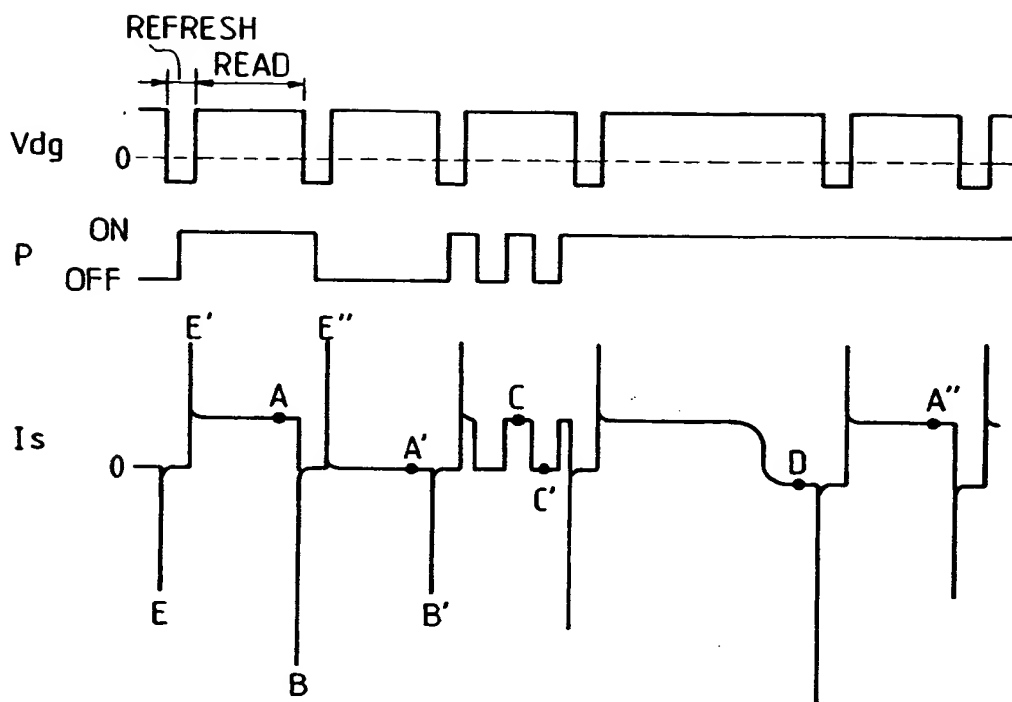 REFRESH
READ
Vdg
0
ON
P
OFF
E' E''
A C A''
Is
0
A' C' D
E B'
B